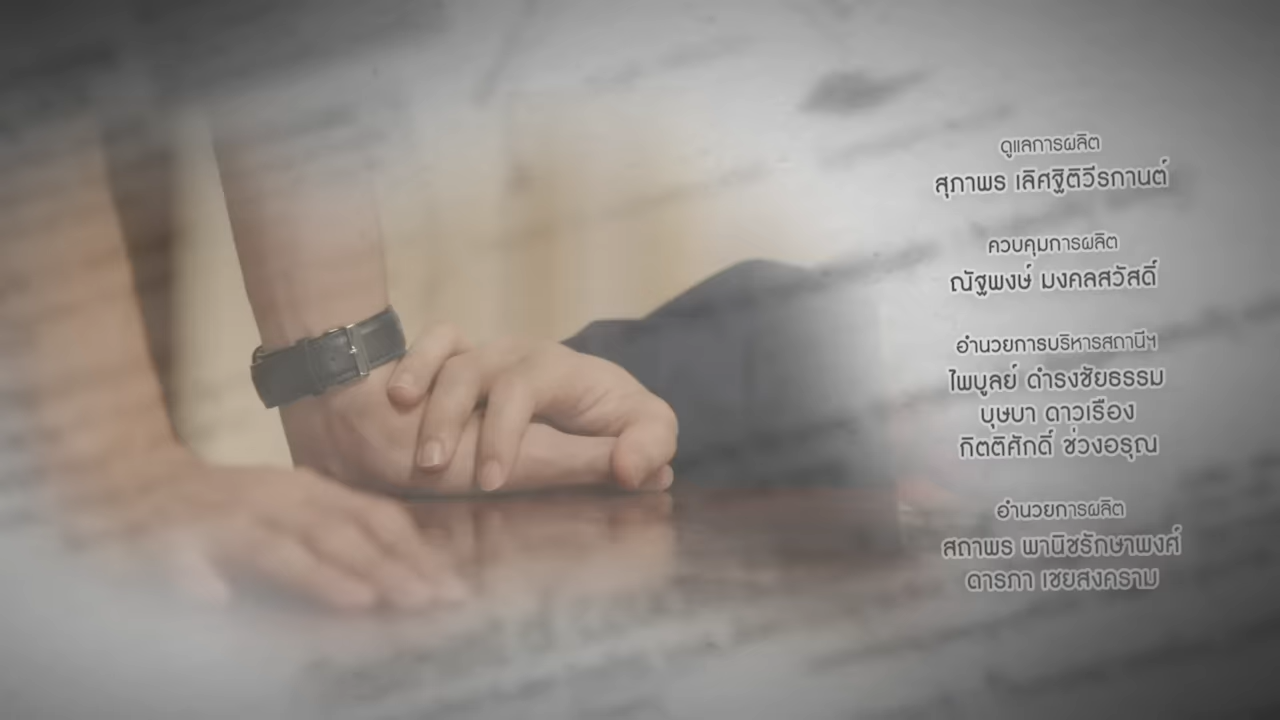 ดูแลการผลิต
สุภาพร เลิศฐิติวีรกานต์
ควบคุมการผลิต
ณัฐพงษ์ มงคลสวัสดิ์
อำนวยการบริหารสถานีฯ
ไพบูลย์ ดำรงชัยธรรม
บุษบา ดาวเรือง
กิตติศักดิ์ ช่วงอรุณ
อำนวยการผลิต
สถาพร พานิชรักษาพงศ์
ดารภา เชยสงคราม